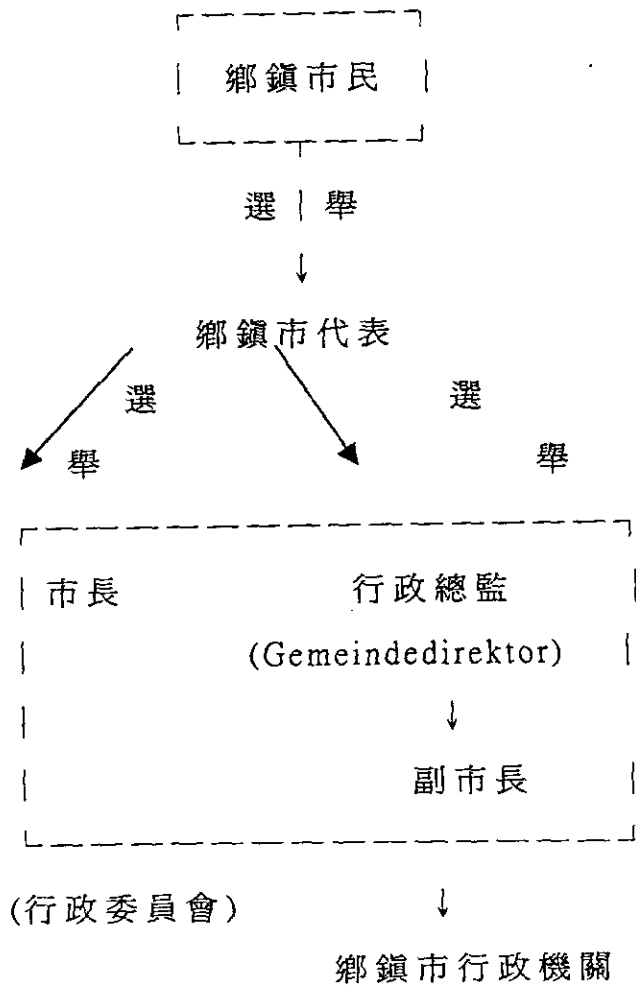 鄉鎮市民
選舉
鄉鎮市代表
選 選
舉 舉
市長 行政總監
(Gemeindedirektor)
副市長
(行政委員會)
鄉鎮市行政機關